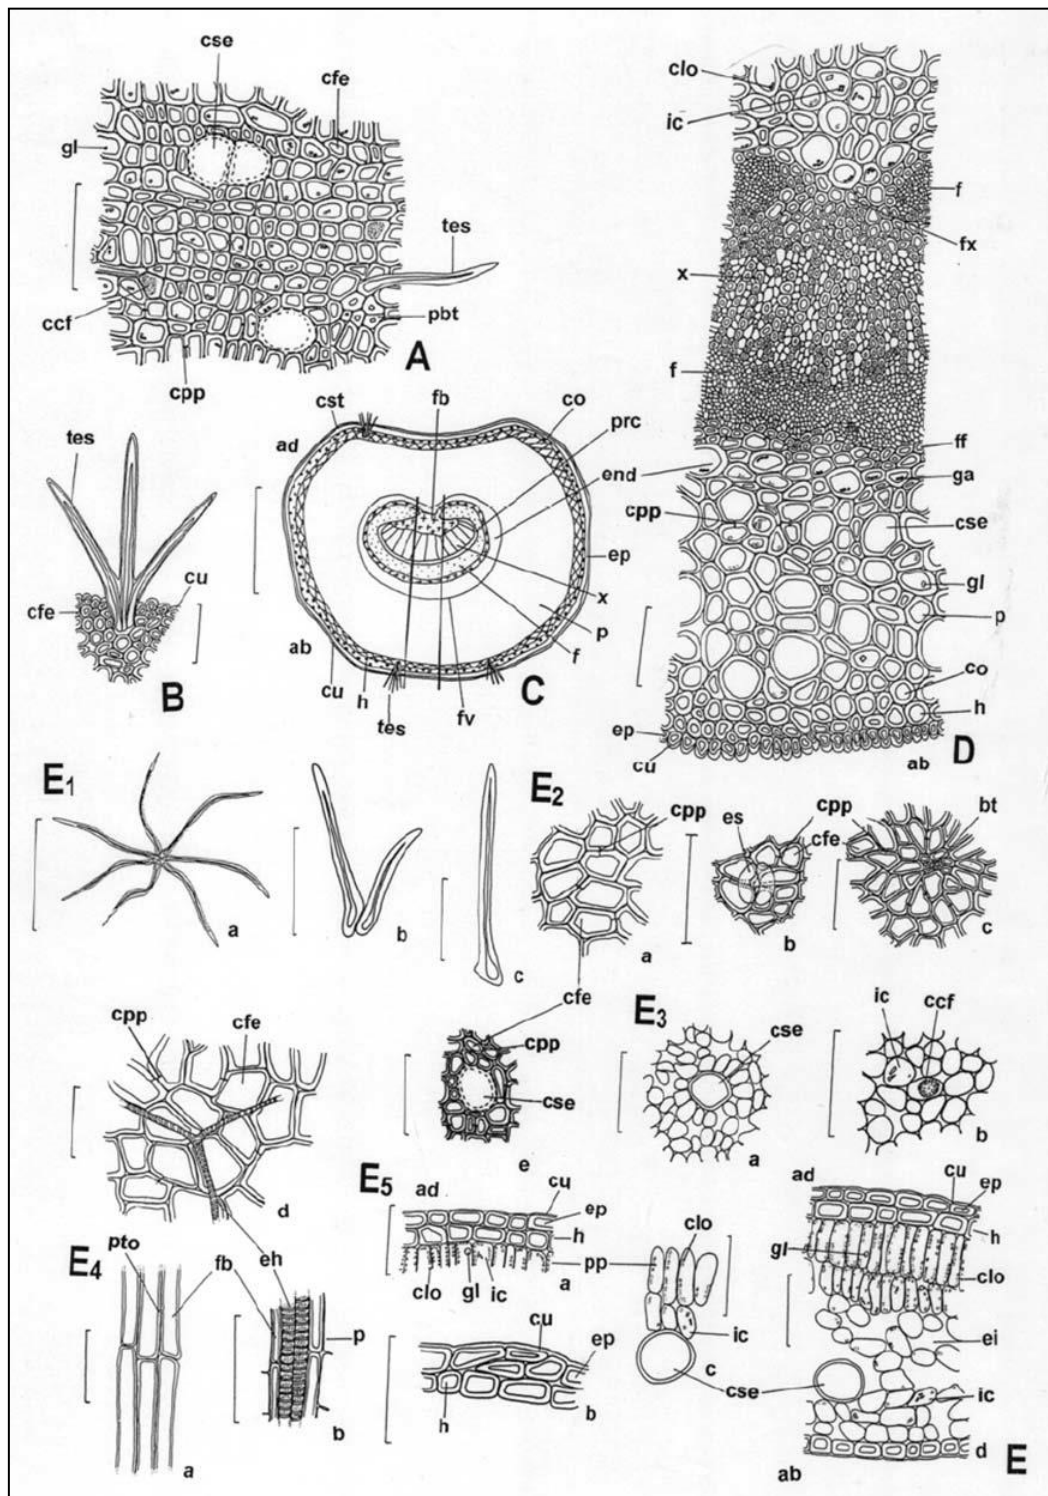 cse
cfe
gl
tes
ccf
pbt
cpp
A
clo
ic
f
fx
x
f
ff
end
ga
cpp
cse
gl
p
co
h
ep
cu
ab
D
tes
cu
cfe
B
cst
fb
co
ad
prc
end
ep
x
p
f
ab
cu
h
tes
fv
C
E1
a
b
c
E2
cpp
es
cpp
bt
cfe
a
b
c
cfe
cpp
cfe
eh
d
cpp
cse
e
E3
cse
ic
ccf
a
b
E4
pto
fb
eh
p
a
b
E5
ad
cu
ep
h
clo
gl
ic
a
pp
cu
ep
h
b
clo
ic
c
cse
ad
cu
ep
h
gl
clo
ei
ic
d
ab
E